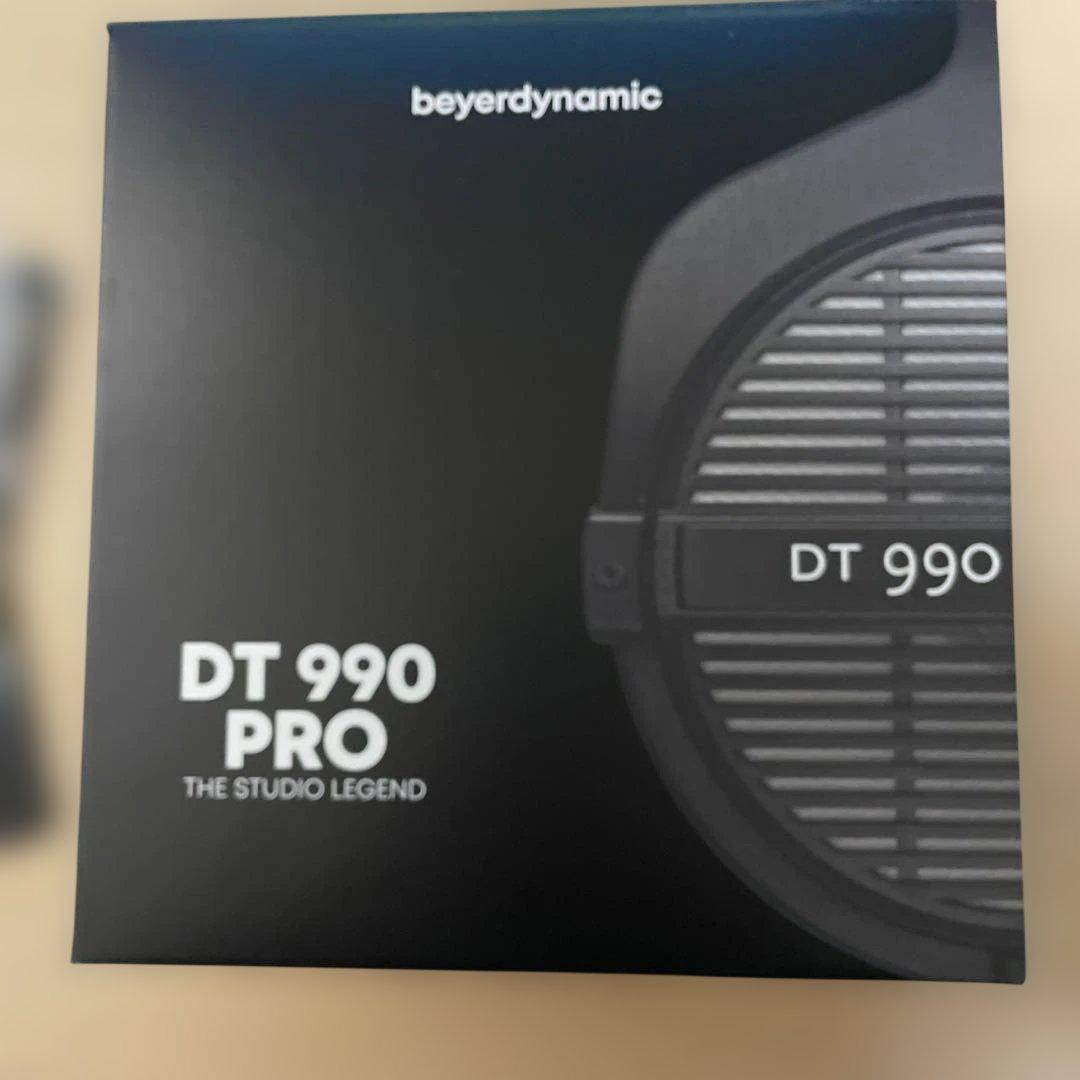 beyerdynamic
DT 990
DT 990
PRO
THE STUDIO LEGEND